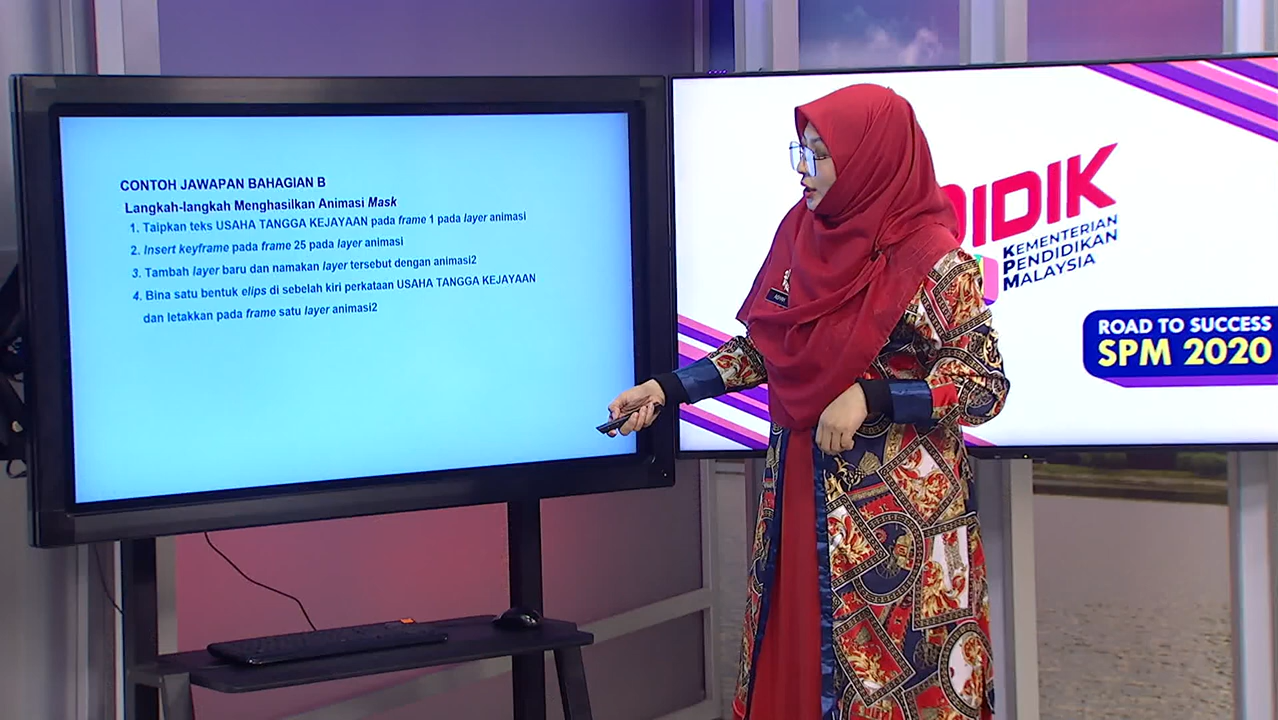 CONTOH JAWAPAN BAHAGIAN B
Langkah-langkah Menghasilkan Animasi Mask
1. Taipkan teks USAHA TANGGA KEJAYAAN pada frame 1 pada layer animasi
2. Insert keyframe pada frame 25 pada layer animasi
3. Tambah layer baru dan namakan layer tersebut dengan animasi2
4. Bina satu bentuk elips di sebelah kiri perkataan USAHA TANGGA KEJAYAAN
dan letakkan pada frame satu layer animasi2
DIDIK
KEMENTERIAN
PENDIDIKAN
MALAYSIA
ROAD TO SUCCESS
SPM 2020